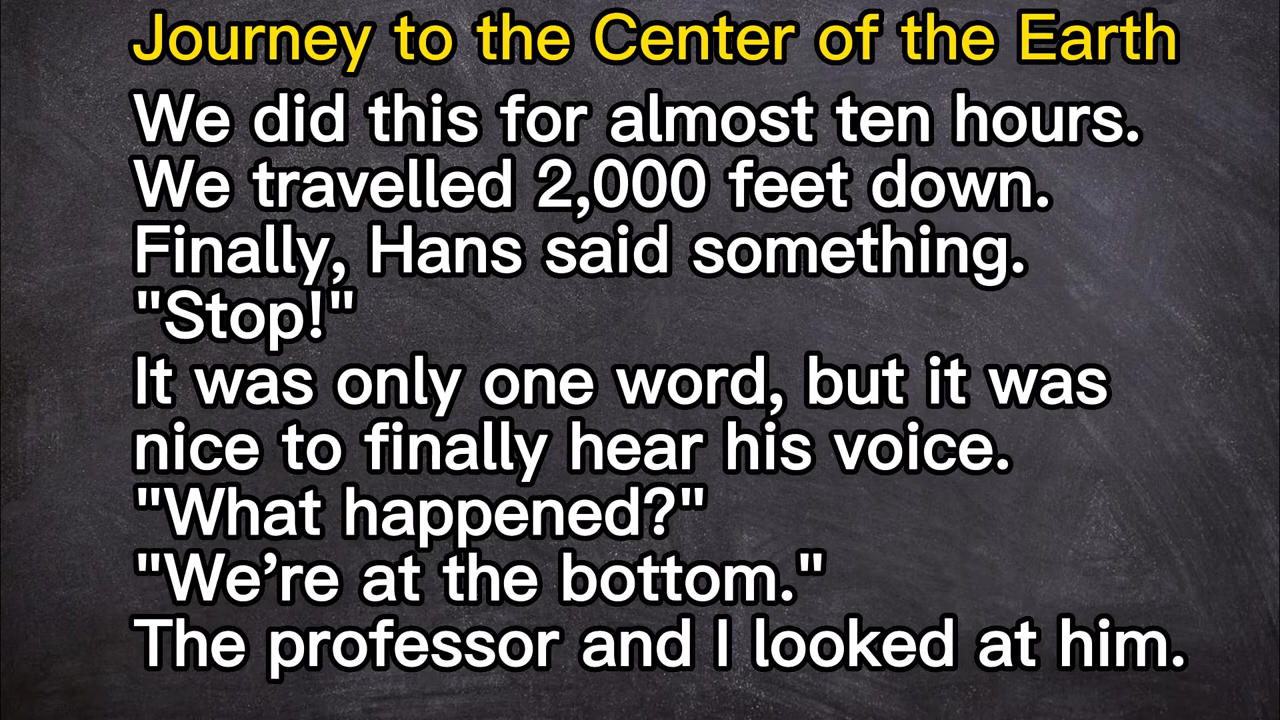 Journey to the Center of the Earth
We did this for almost ten hours.
We travelled 2,000 feet down.
Finally, Hans said something.
"Stop!"
It was only one word, but it was
nice to finally hear his voice.
"What happened?"
"We’re at the bottom."
The professor and I looked at him.